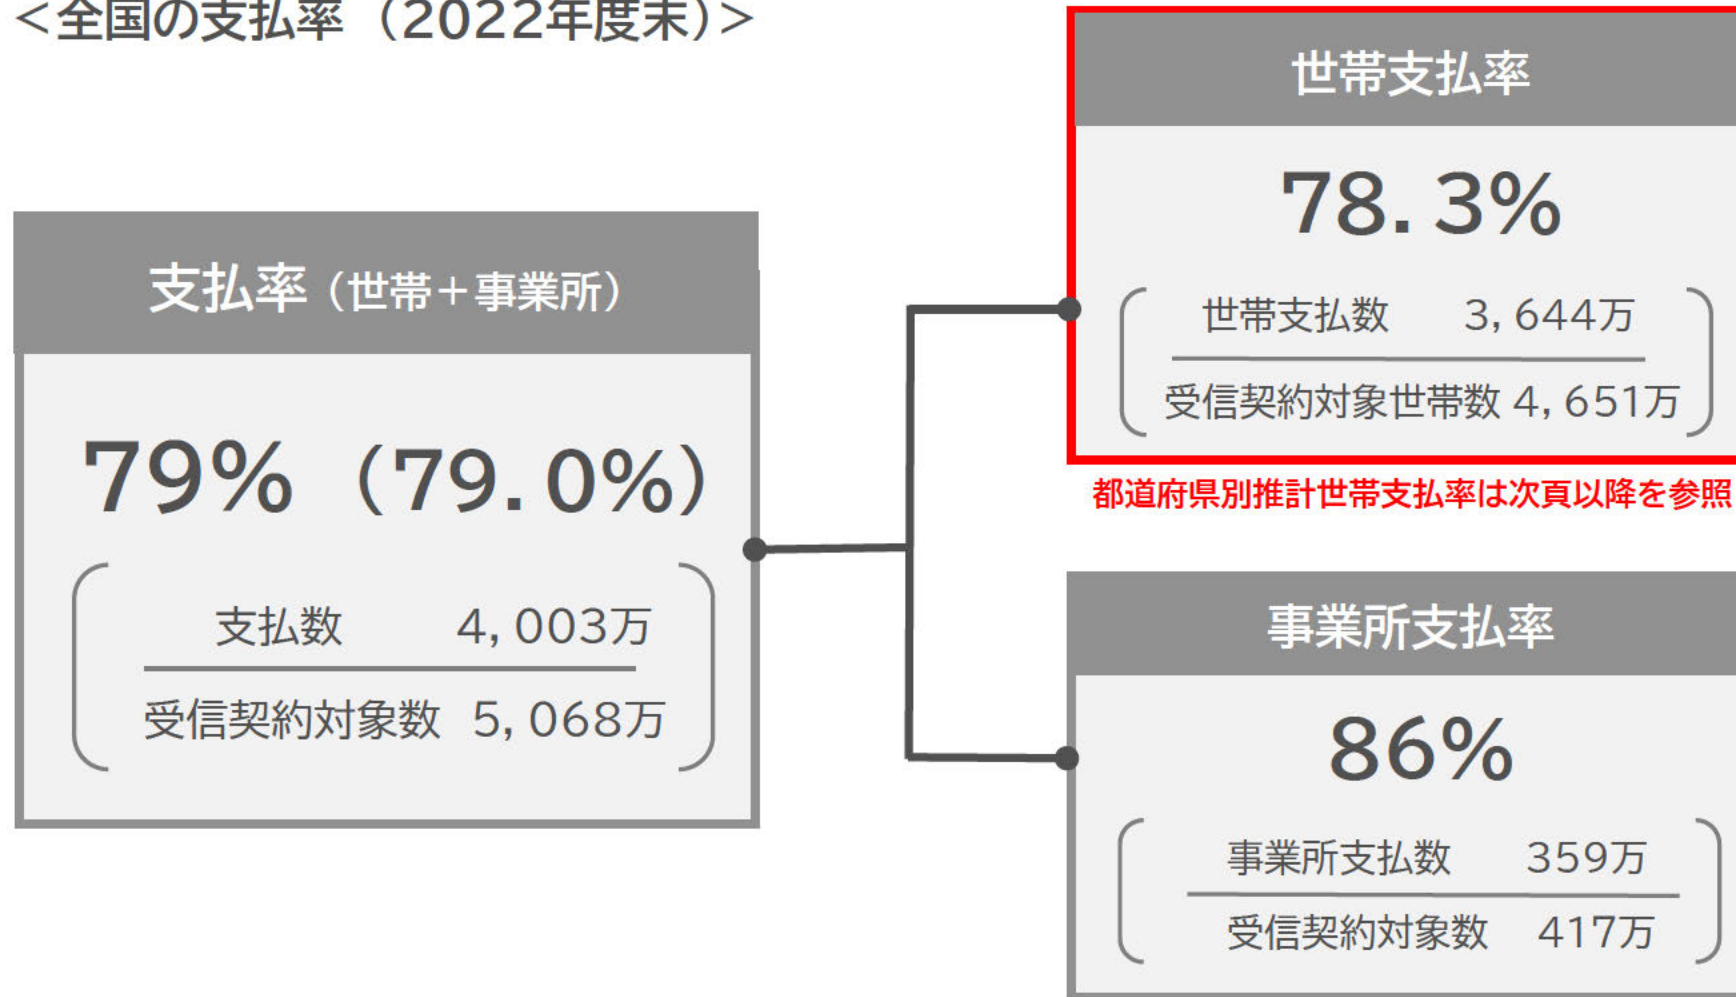 ＜全国の支払率（2022年度末）＞
支払率（世帯＋事業所）
79%（79.0%）
支払数 4,003万
受信契約対象数 5,068万
世帯支払率
78.3%
世帯支払数 3,644万
受信契約対象世帯数 4,651万
都道府県別推計世帯支払率は次頁以降を参照
事業所支払率
86%
事業所支払数 359万
受信契約対象数 417万